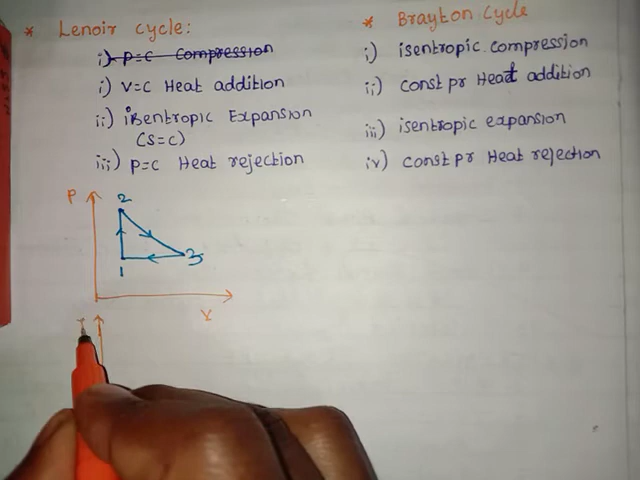 * Lenoir cycle:
i) p=c Compression
i) v=c Heat addition
ii) isentropic Expansion
(s=c)
iii) p=c Heat rejection
* Brayton Cycle
i) isentropic compression
ii) const pr Heat addition
iii) isentropic expansion
iv) const pr Heat rejection
P
2
1
3
V